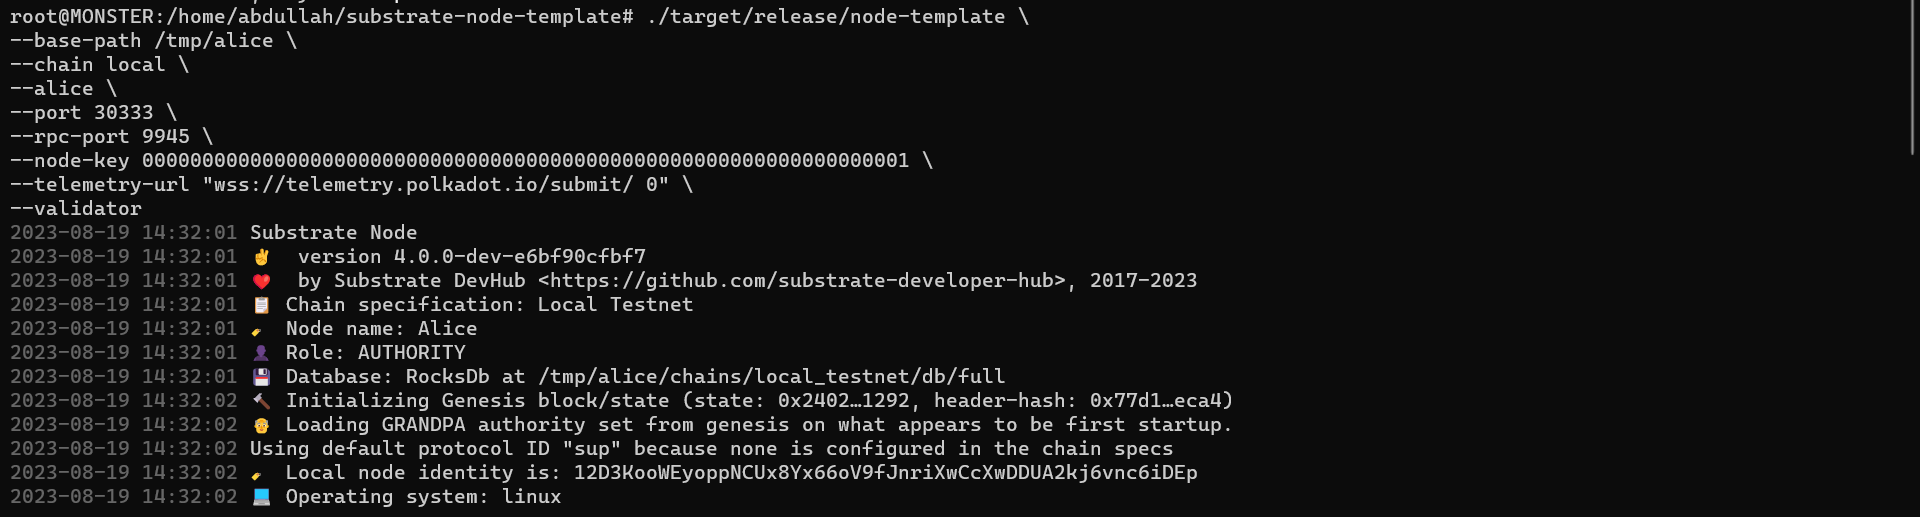 root@MONSTER:/home/abdullah/substrate-node-template# ./target/release/node-template \
--base-path /tmp/alice \
--chain local \
--alice \
--port 30333 \
--rpc-port 9945 \
--node-key 0000000000000000000000000000000000000000000000000000000000000001 \
--telemetry-url "wss://telemetry.polkadot.io/submit/ 0" \
--validator
2023-08-19 14:32:01 Substrate Node
2023-08-19 14:32:01 ✌️ version 4.0.0-dev-e6bf90cfbf7
2023-08-19 14:32:01 ❤️ by Substrate DevHub <https://github.com/substrate-developer-hub>, 2017-2023
2023-08-19 14:32:01 📋 Chain specification: Local Testnet
2023-08-19 14:32:01 🏷 Node name: Alice
2023-08-19 14:32:01 👤 Role: AUTHORITY
2023-08-19 14:32:01 💾 Database: RocksDb at /tmp/alice/chains/local_testnet/db/full
2023-08-19 14:32:02 🔨 Initializing Genesis block/state (state: 0x2402…1292, header-hash: 0x77d1…eca4)
2023-08-19 14:32:02 👴 Loading GRANDPA authority set from genesis on what appears to be first startup.
2023-08-19 14:32:02 Using default protocol ID "sup" because none is configured in the chain specs
2023-08-19 14:32:02 🏷 Local node identity is: 12D3KooWEyoppNCUx8Yx66oV9fJnriXwCcXwDDUA2kj6vnc6iDEp
2023-08-19 14:32:02 💻 Operating system: linux